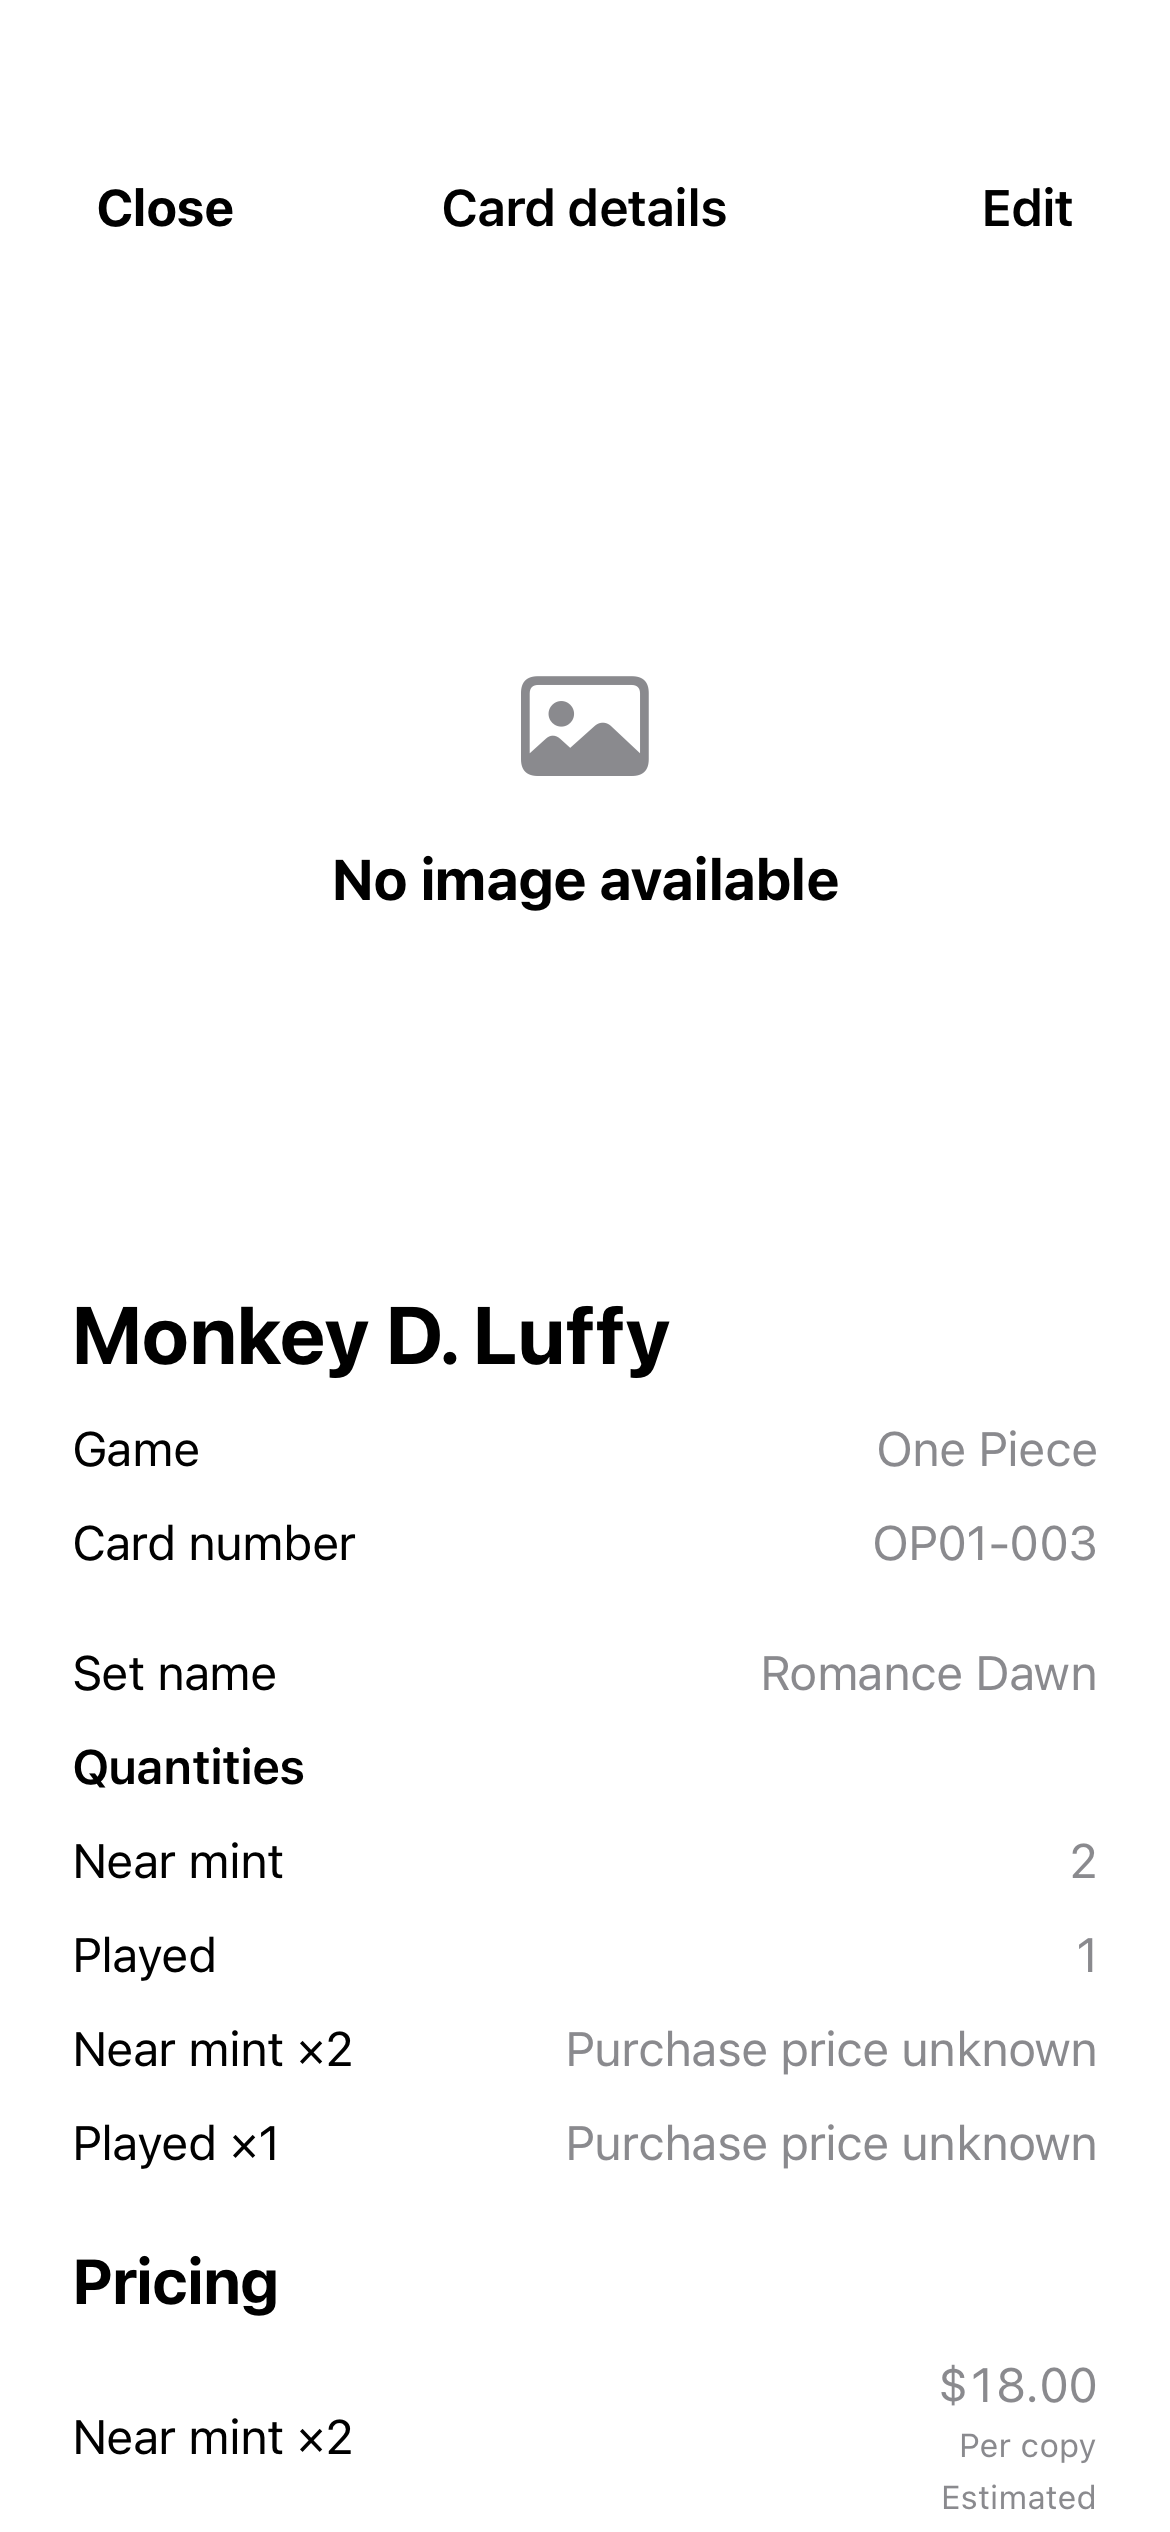 Close
Card details
Edit
No image available
Monkey D. Luffy
Game
One Piece
Card number
OP01-003
Set name
Romance Dawn
Quantities
Near mint
2
Played
1
Near mint ×2
Purchase price unknown
Played ×1
Purchase price unknown
Pricing
Near mint ×2
$18.00
Per copy
Estimated